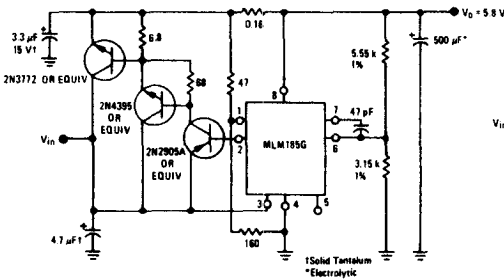 3.3 µF
15 V†
2N3772 OR EQUIV
6.8
0.16
V₀ = 5.8 V
500 µF*
5.55 k
1%
68
47
2N4395
OR
EQUIV
2N2905A
OR
EQUIV
8
1
2
7
6
47 pF
MLM185G
3
4
5
3.15 k
1%
Vin
Vin
4.7 µF†
160
†Solid Tantalum
*Electrolytic